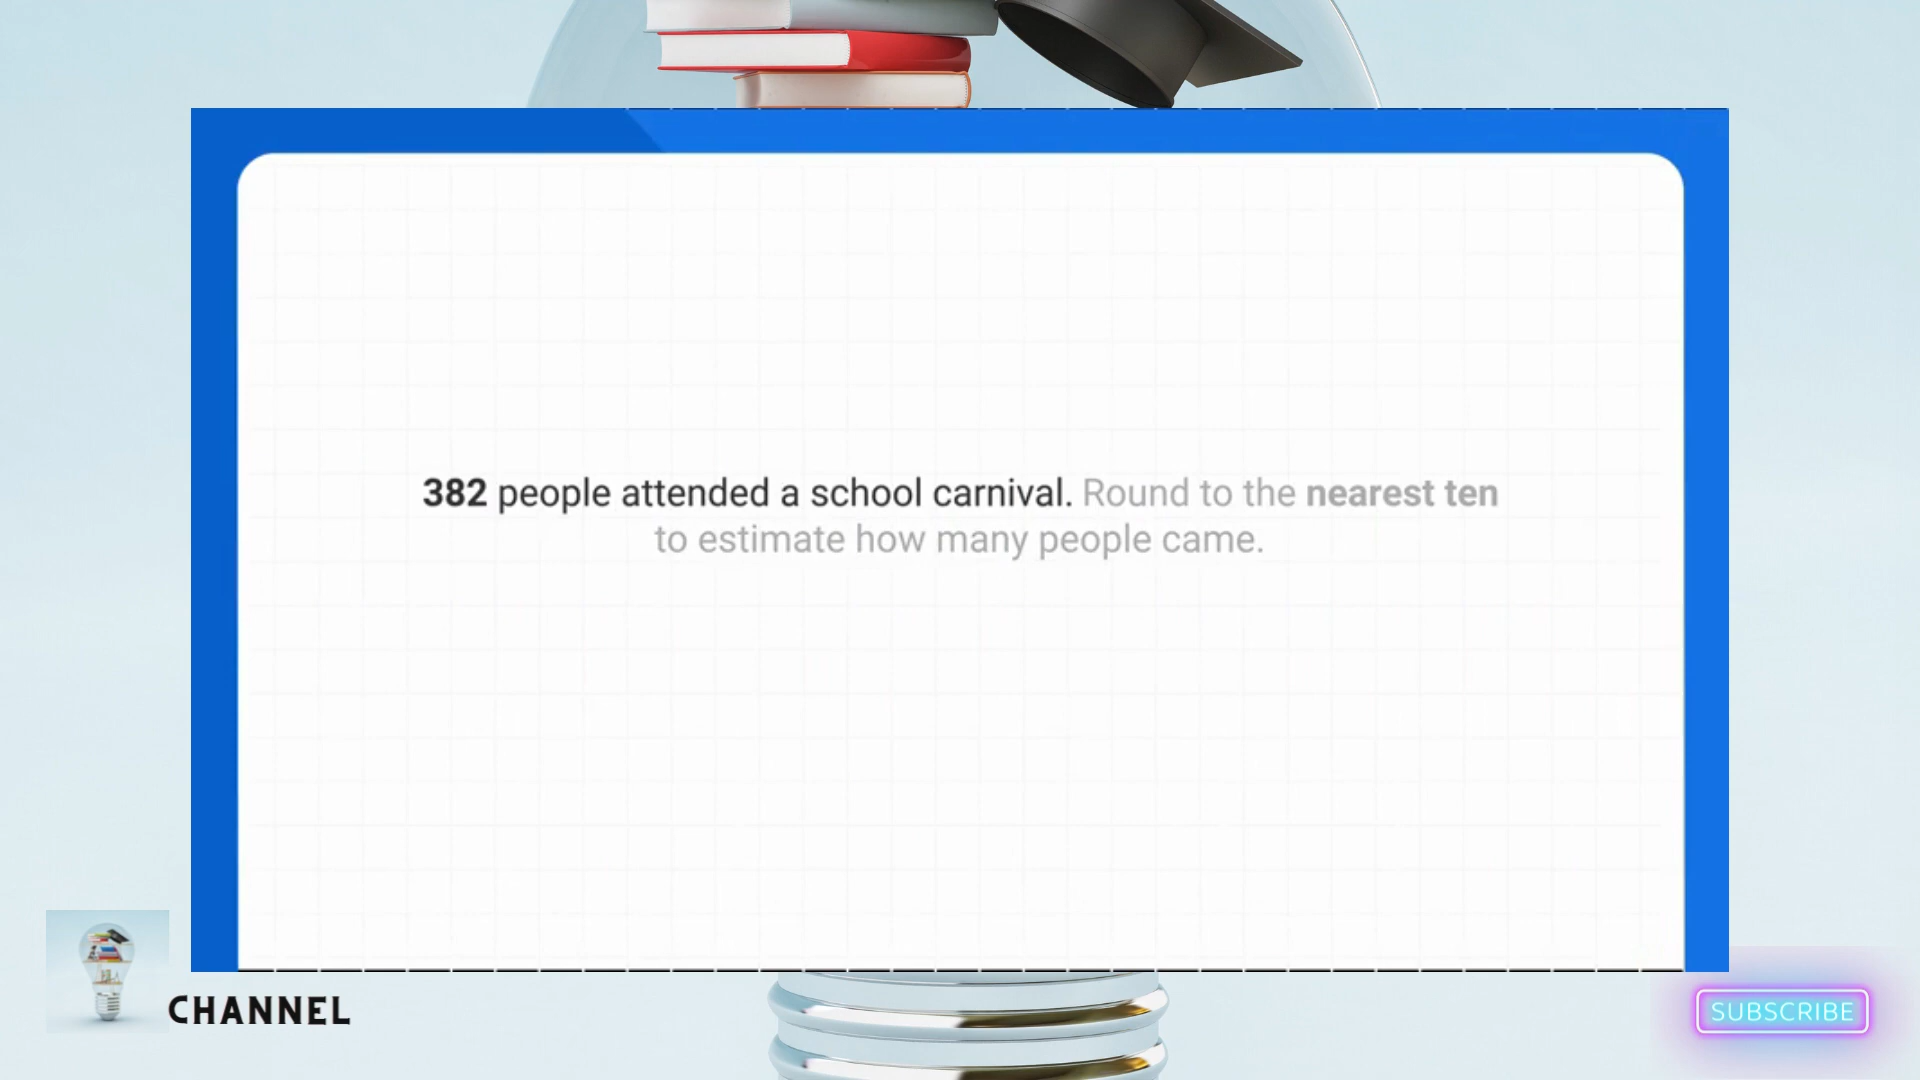 382 people attended a school carnival. Round to the nearest ten
to estimate how many people came.
CHANNEL
SUBSCRIBE